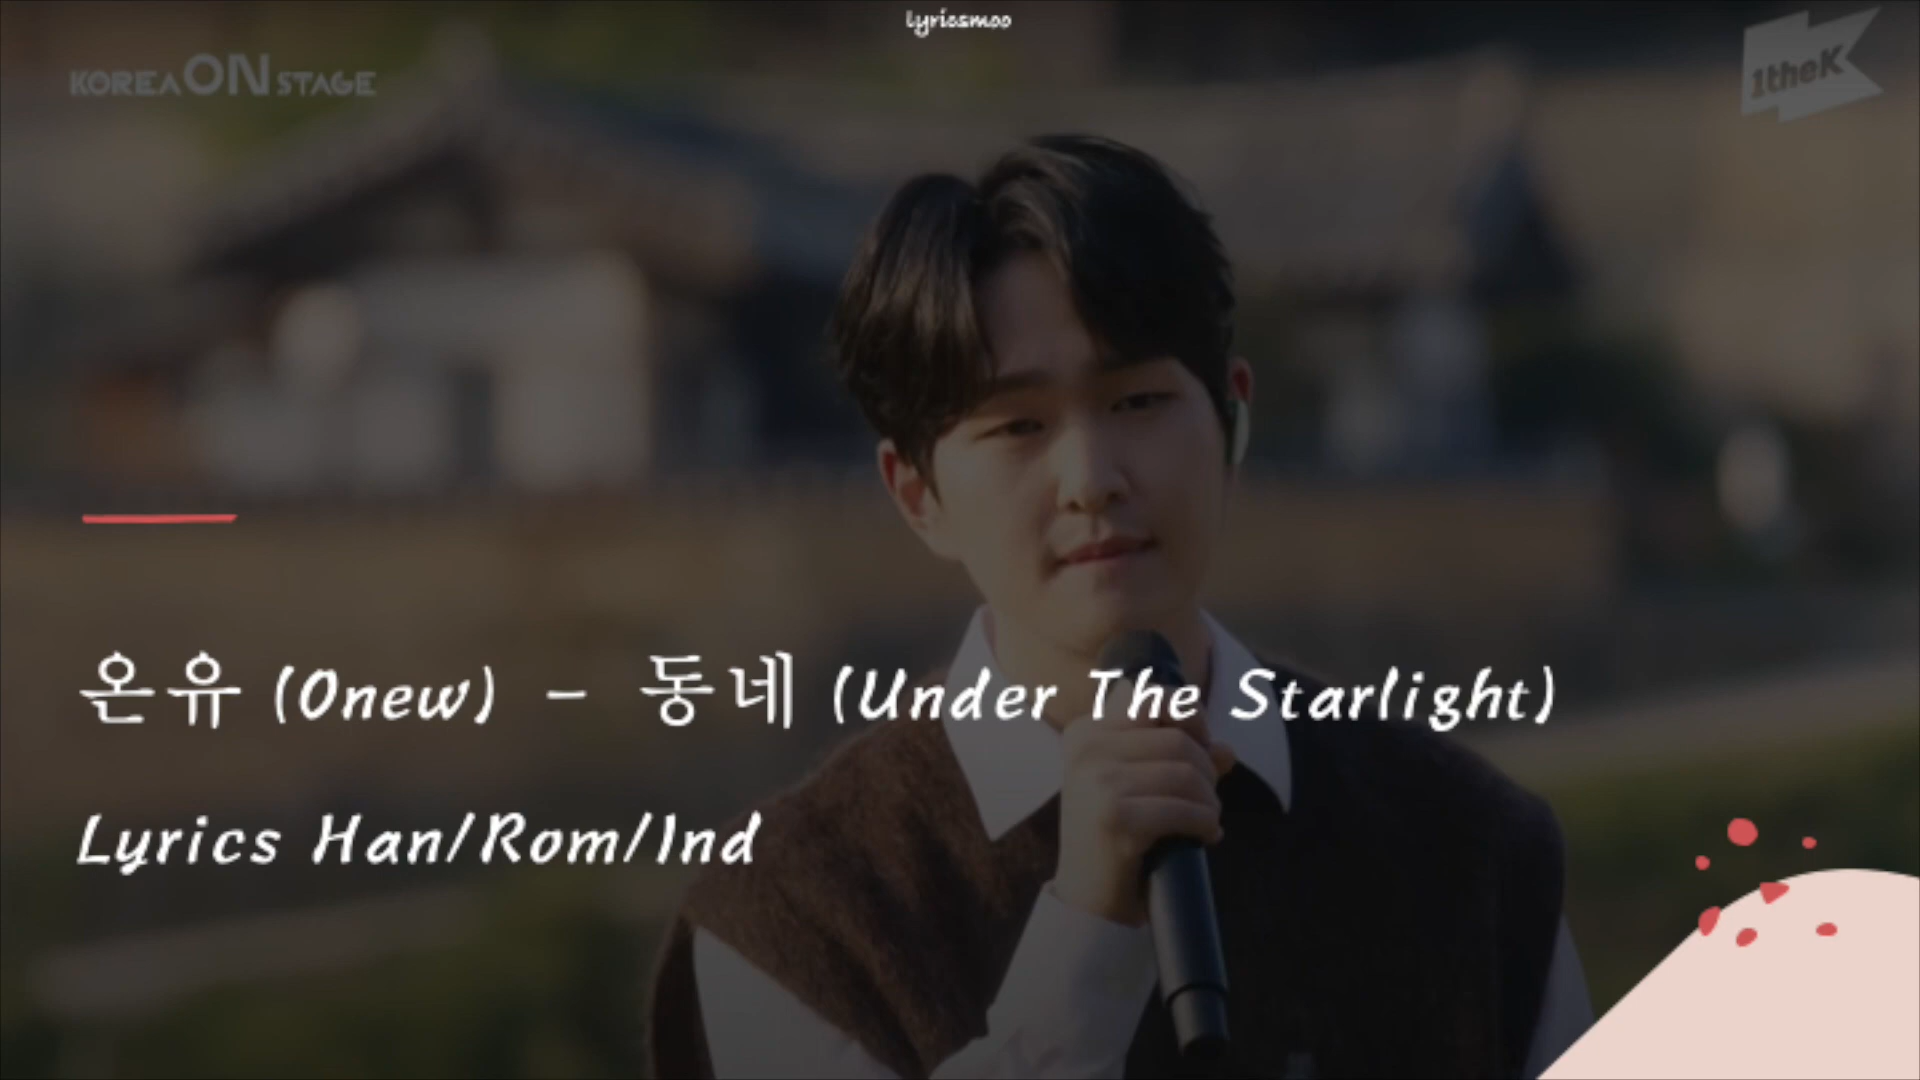 lyricsmoo
KOREA ON STAGE
1theK
온유 (Onew) - 동네 (Under The Starlight)
Lyrics Han/Rom/Ind